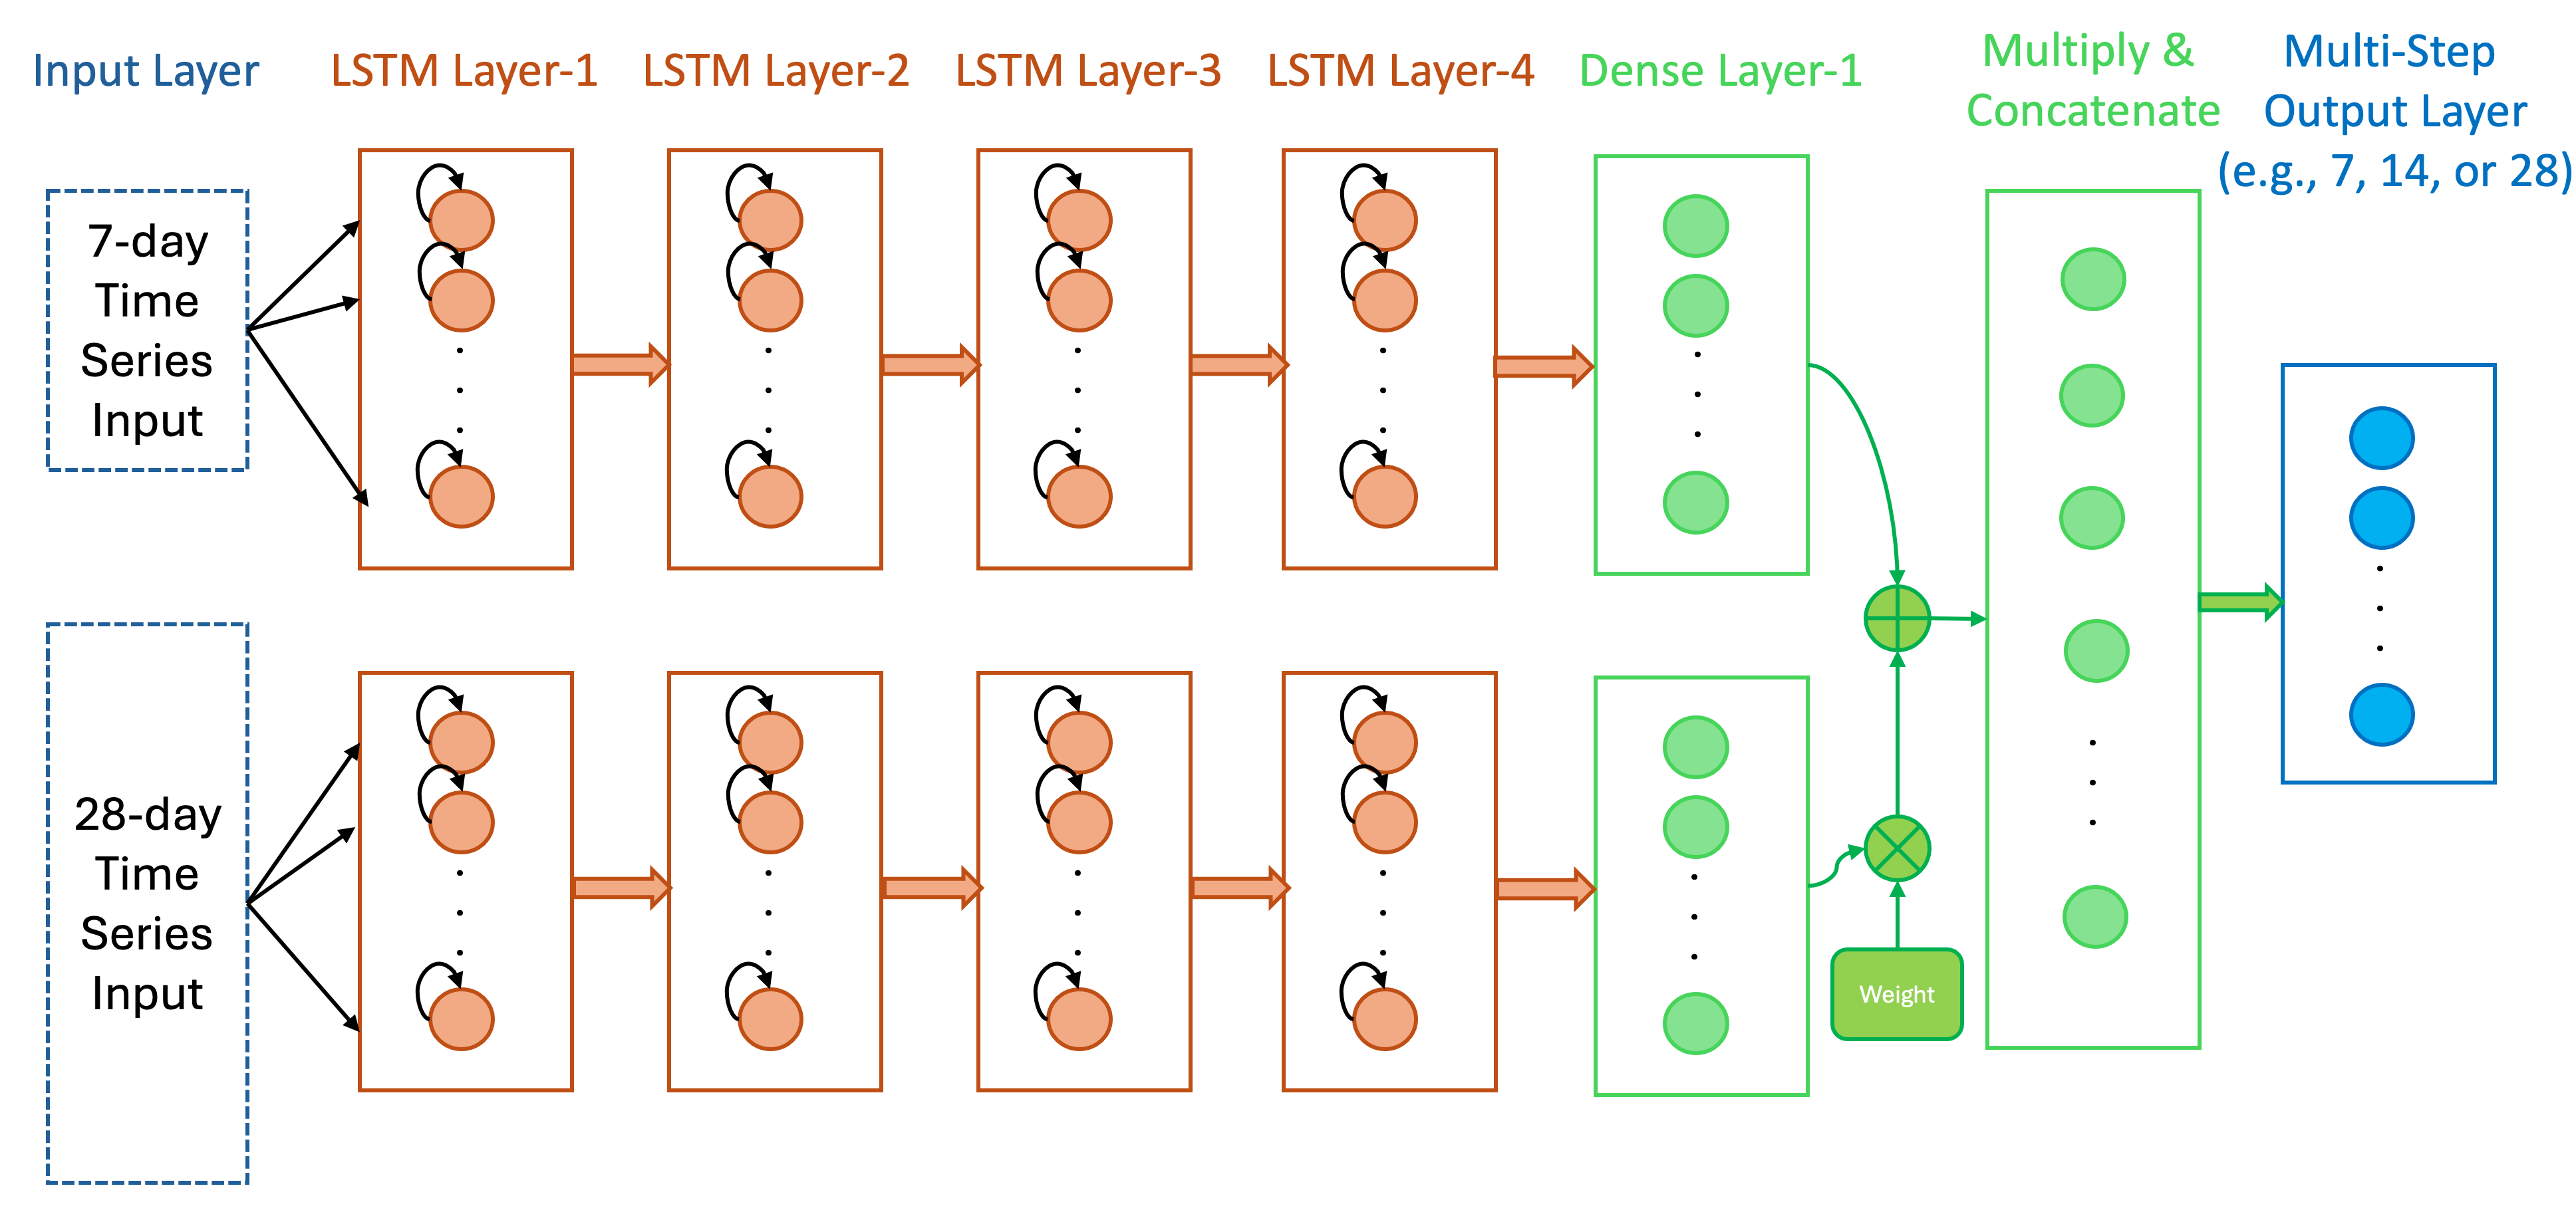 Input Layer
LSTM Layer-1
LSTM Layer-2
LSTM Layer-3
LSTM Layer-4
Dense Layer-1
Multiply &
Concatenate
Multi-Step
Output Layer
(e.g., 7, 14, or 28)
7-day
Time
Series
Input
28-day
Time
Series
Input
Weight